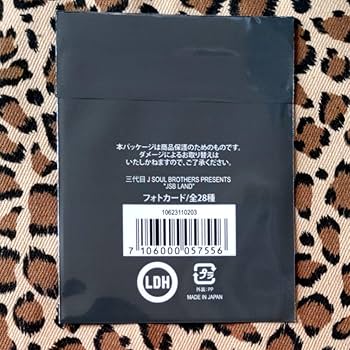 本パッケージは商品保護のためのものです。
ダメージによるお取り替えは
いたしかねますので、ご了承ください。
三代目 J SOUL BROTHERS PRESENTS
"JSB LAND"
フォトカード/全28種
10623110203
7106000057556
LDH
プラ
外装:PP
MADE IN JAPAN